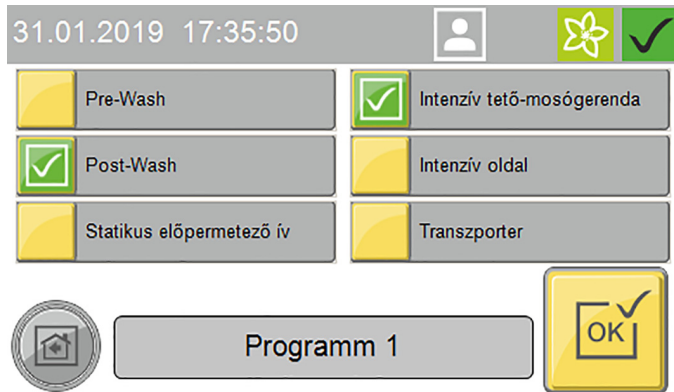 31.01.2019 17:35:50
Pre-Wash
Intenzív tető-mosógerenda
Post-Wash
Intenzív oldal
Statikus előpermetező ív
Transzporter
Programm 1
OK